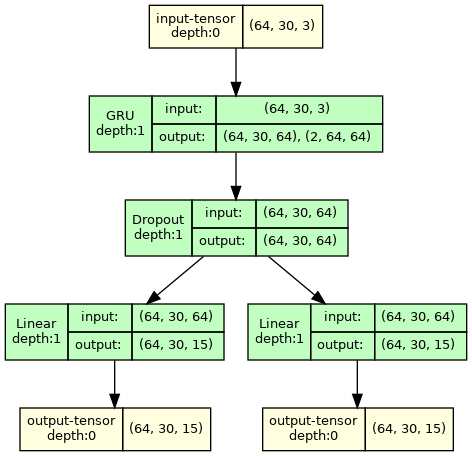 input-tensor
depth:0
(64, 30, 3)
GRU
depth:1
input:
(64, 30, 3)
output:
(64, 30, 64), (2, 64, 64)
Dropout
depth:1
input:
(64, 30, 64)
output:
(64, 30, 64)
Linear
depth:1
input:
(64, 30, 64)
output:
(64, 30, 15)
Linear
depth:1
input:
(64, 30, 64)
output:
(64, 30, 15)
output-tensor
depth:0
(64, 30, 15)
output-tensor
depth:0
(64, 30, 15)